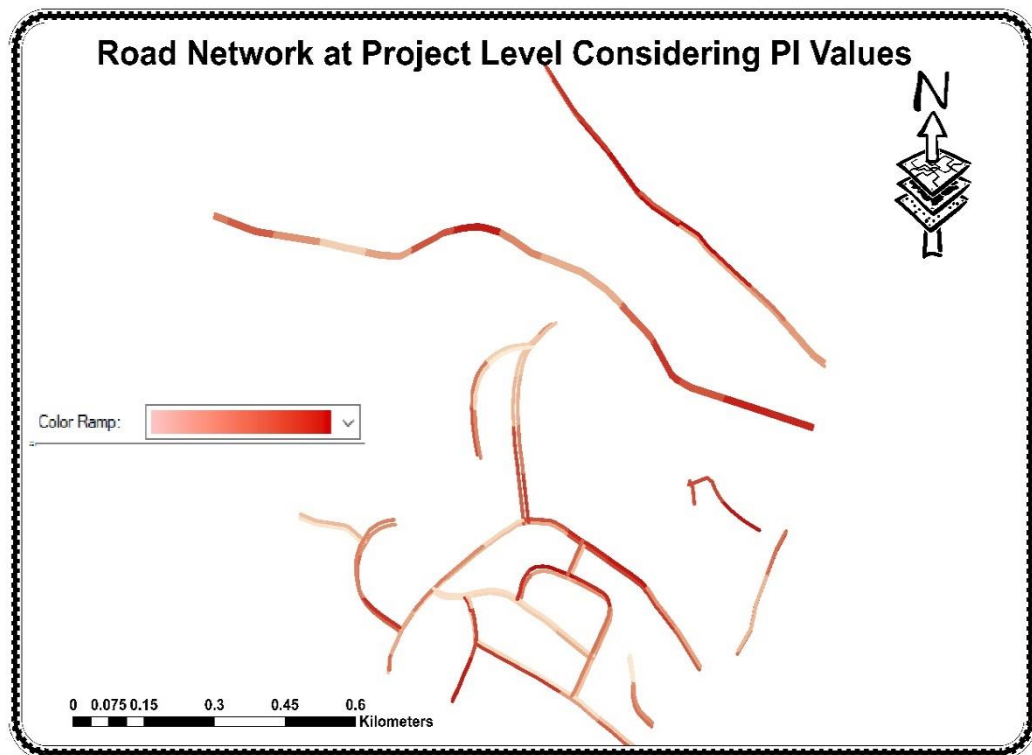 Road Network at Project Level Considering PI Values
N
Color Ramp:
0 0.075 0.15 0.3 0.45 0.6
Kilometers